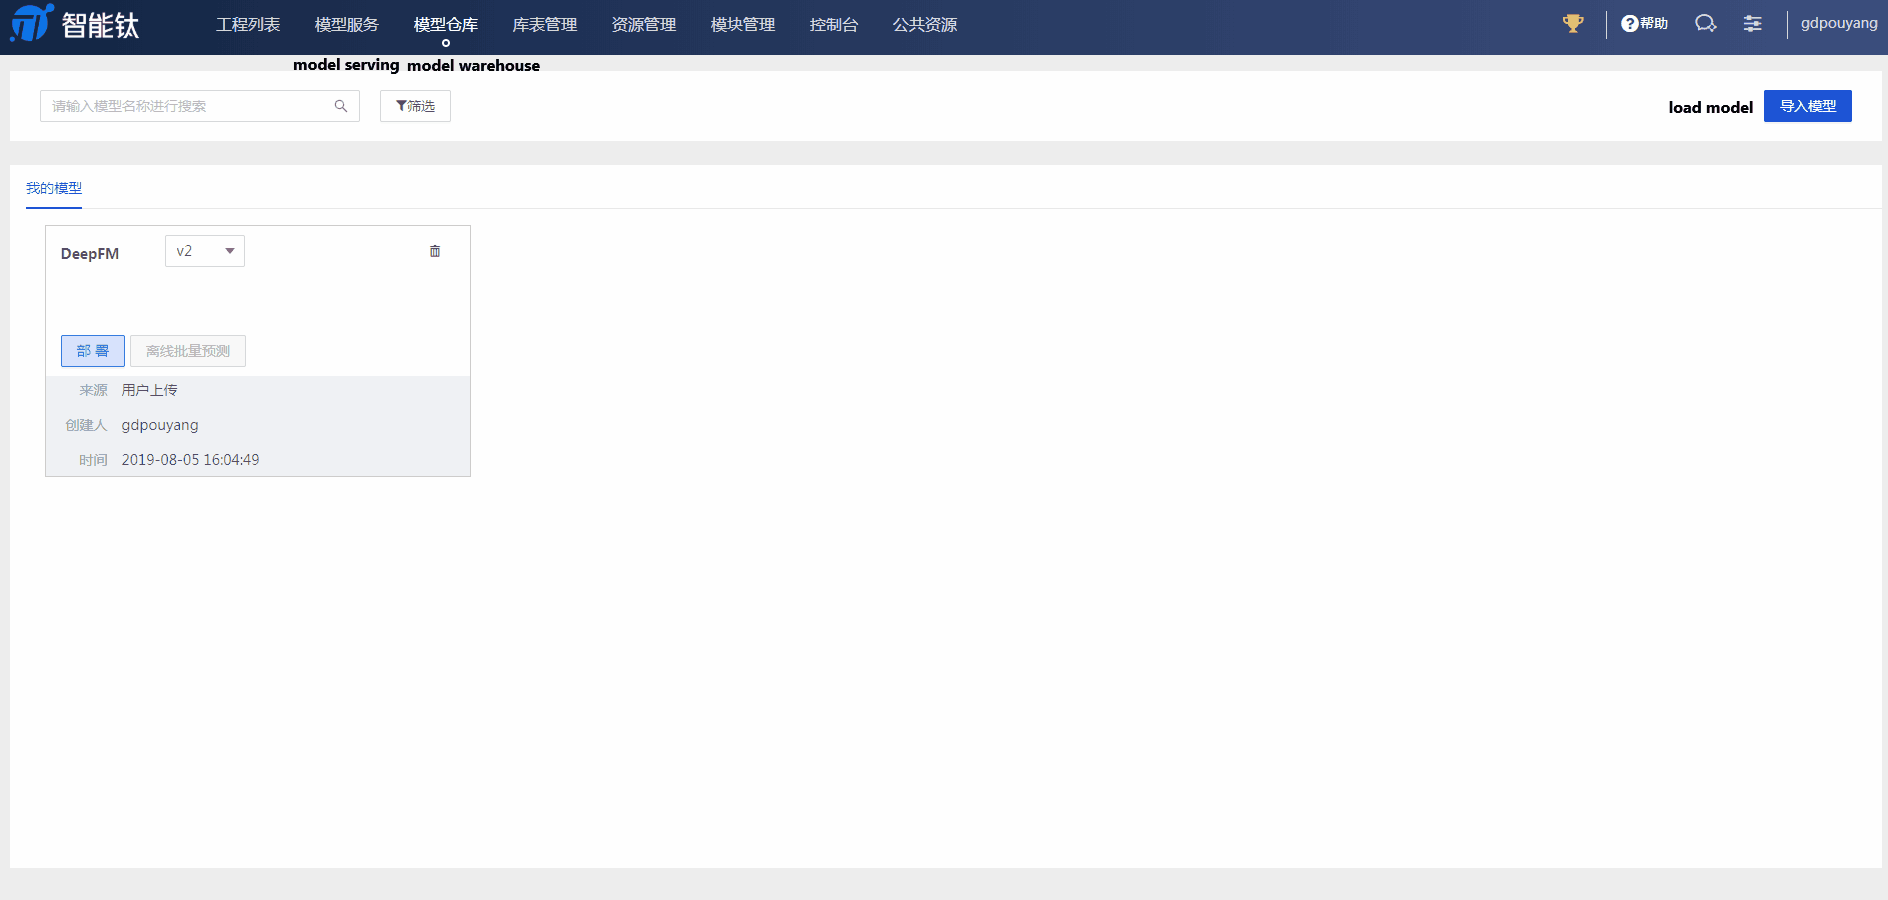 智能钛 工程列表 模型服务 模型仓库 库表管理 资源管理 模块管理 控制台 公共资源 ?帮助 gdpouyang
model serving model warehouse
请输入模型名称进行搜索 筛选 load model 导入模型
我的模型
DeepFM v2
部 署 离线批量预测
来源 用户上传
创建人 gdpouyang
时间 2019-08-05 16:04:49